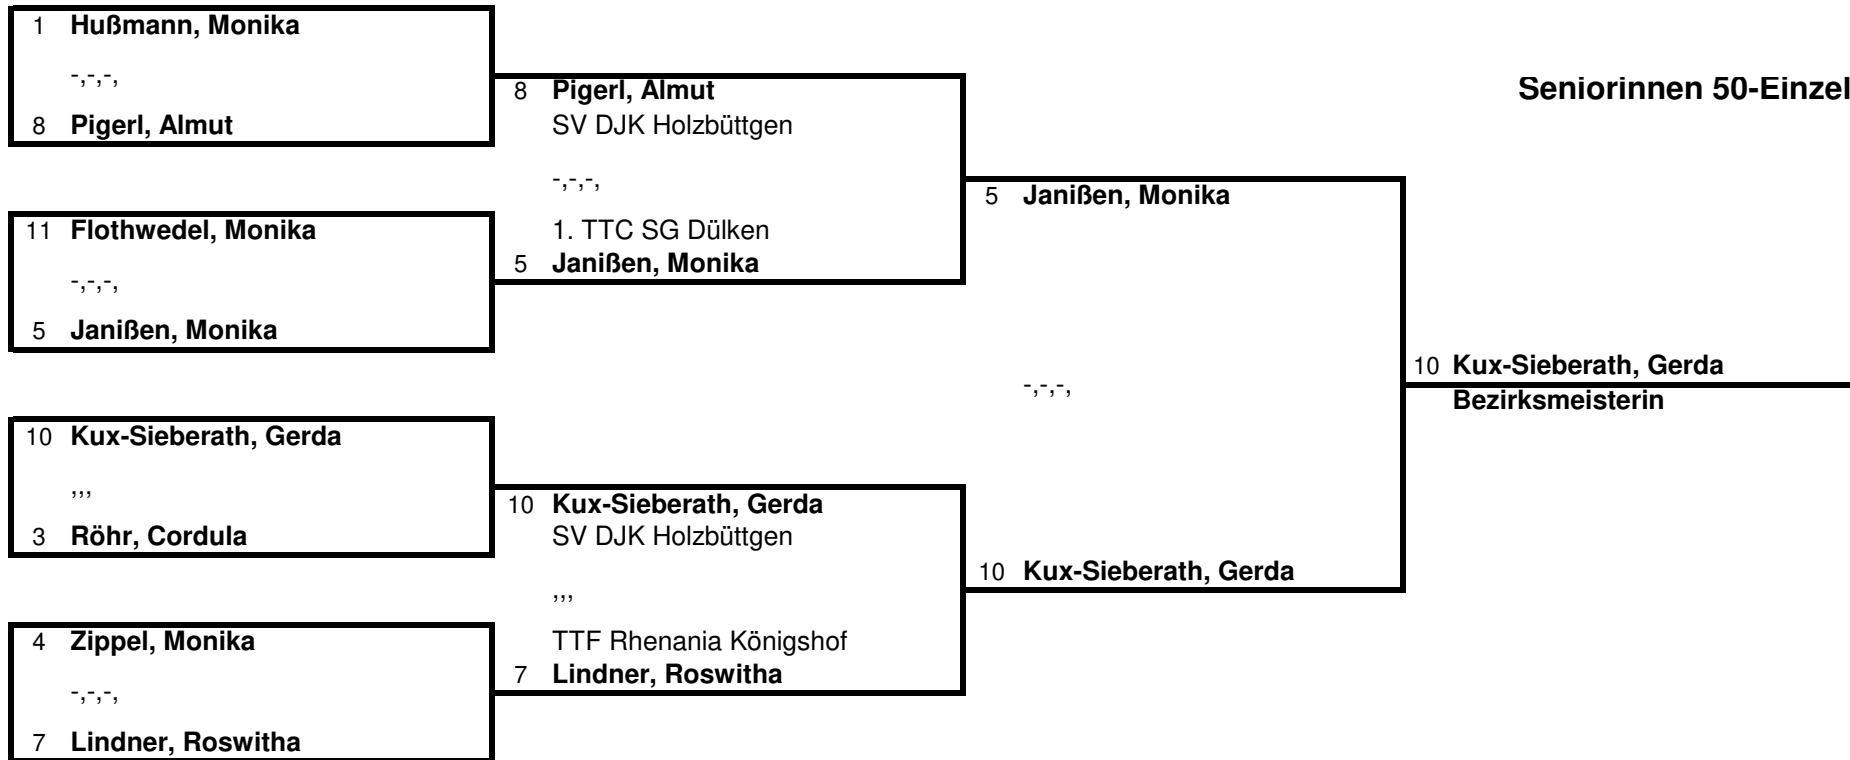 1 Hußmann, Monika
-,-,-,
8 Pigerl, Almut
11 Flothwedel, Monika
-,-,-,
5 Janißen, Monika
10 Kux-Sieberath, Gerda
,,,
3 Röhr, Cordula
4 Zippel, Monika
-,-,-,
7 Lindner, Roswitha
8 Pigerl, Almut
SV DJK Holzbüttgen
-,-,-,
1. TTC SG Dülken
5 Janißen, Monika
10 Kux-Sieberath, Gerda
SV DJK Holzbüttgen
,,,
TTF Rhenania Königshof
7 Lindner, Roswitha
5 Janißen, Monika
-,-,-,
10 Kux-Sieberath, Gerda
Seniorinnen 50-Einzel
10 Kux-Sieberath, Gerda
Bezirksmeisterin